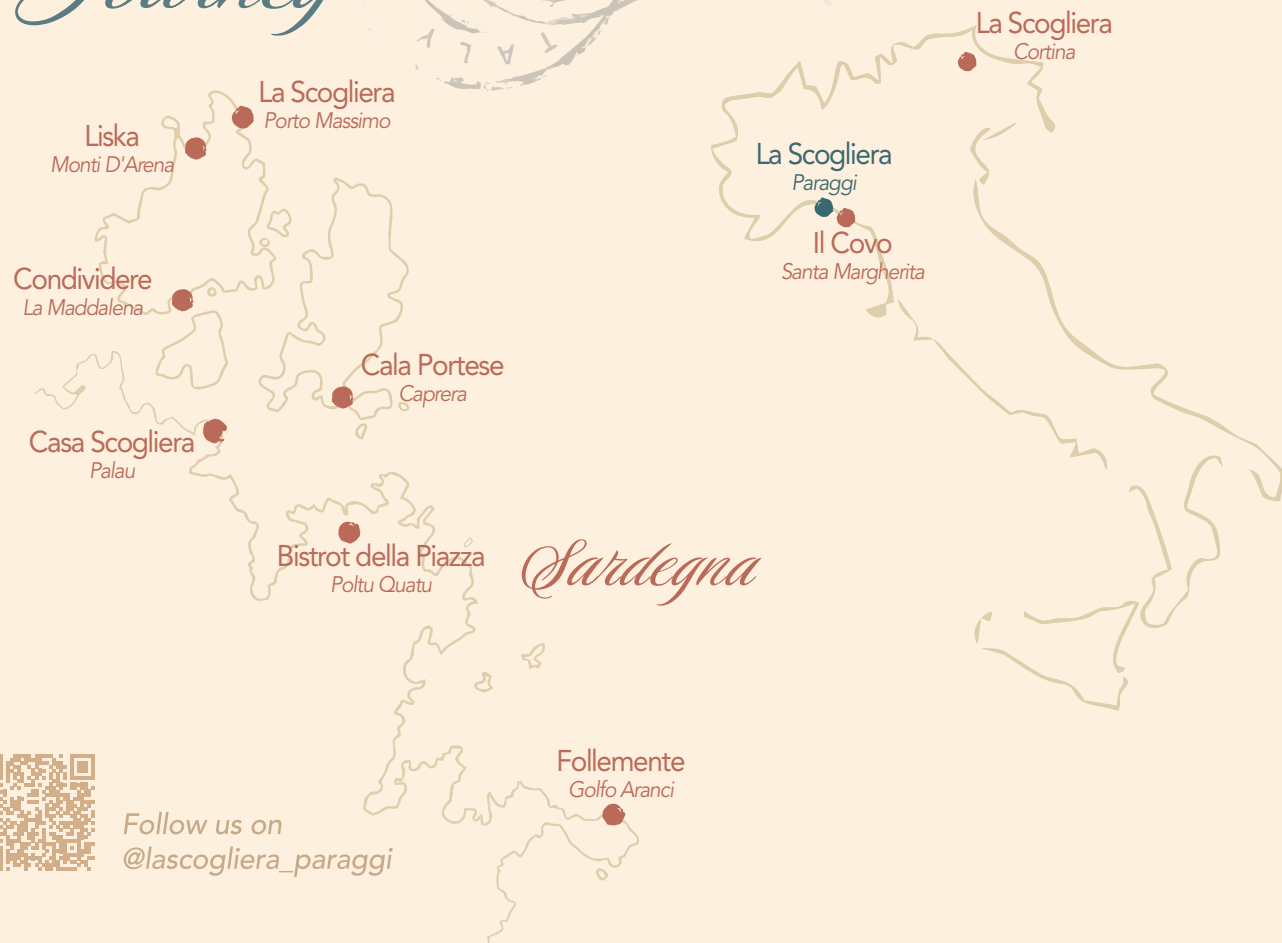 Journey
ITALY
La Scogliera
Cortina
La Scogliera
Porto Massimo
Liska
Monti D'Arena
La Scogliera
Paraggi
Il Covo
Santa Margherita
Condividere
La Maddalena
Cala Portese
Caprera
Casa Scogliera
Palau
Bistrot della Piazza
Poltu Quatu
Sardegna
Follemente
Golfo Aranci
Follow us on
@lascogliera_paraggi